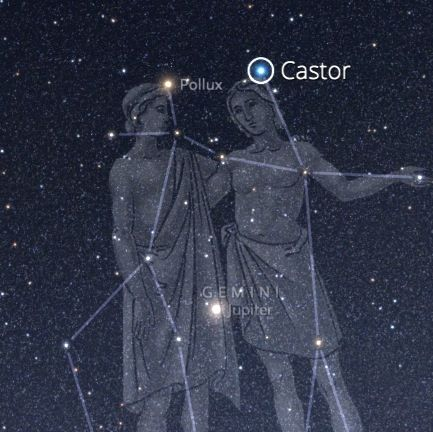 Castor
Pollux
GEMINI
Jupiter